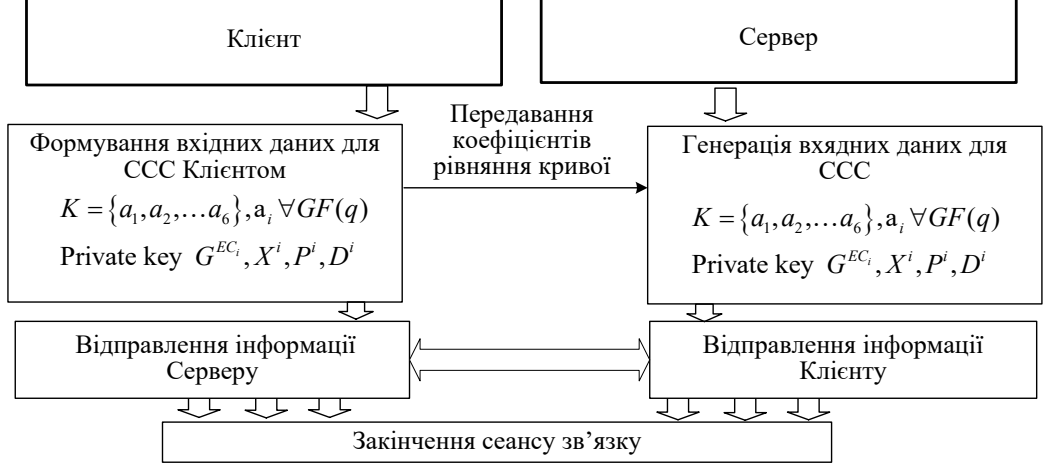 Клієнт
Сервер
Передавання
коефіцієнтів
рівняння кривої
Формування вхідних даних для
ССС Клієнтом
K = {a₁, a₂, … a₆}, aᵢ ∀GF(q)
Private key G^{EC_i}, X^i, P^i, D^i
Генерація вхядних даних для
ССС
K = {a₁, a₂, … a₆}, aᵢ ∀GF(q)
Private key G^{EC_i}, X^i, P^i, D^i
Відправлення інформації
Серверу
Відправлення інформації
Клієнту
Закінчення сеансу зв’язку